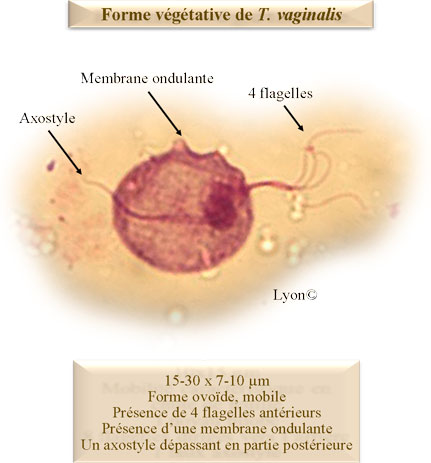 Forme végétative de T. vaginalis
Membrane ondulante
4 flagelles
Axostyle
Lyon©
15-30 x 7-10 µm
Forme ovoïde, mobile
Présence de 4 flagelles antérieurs
Présence d'une membrane ondulante
Un axostyle dépassant en partie postérieure